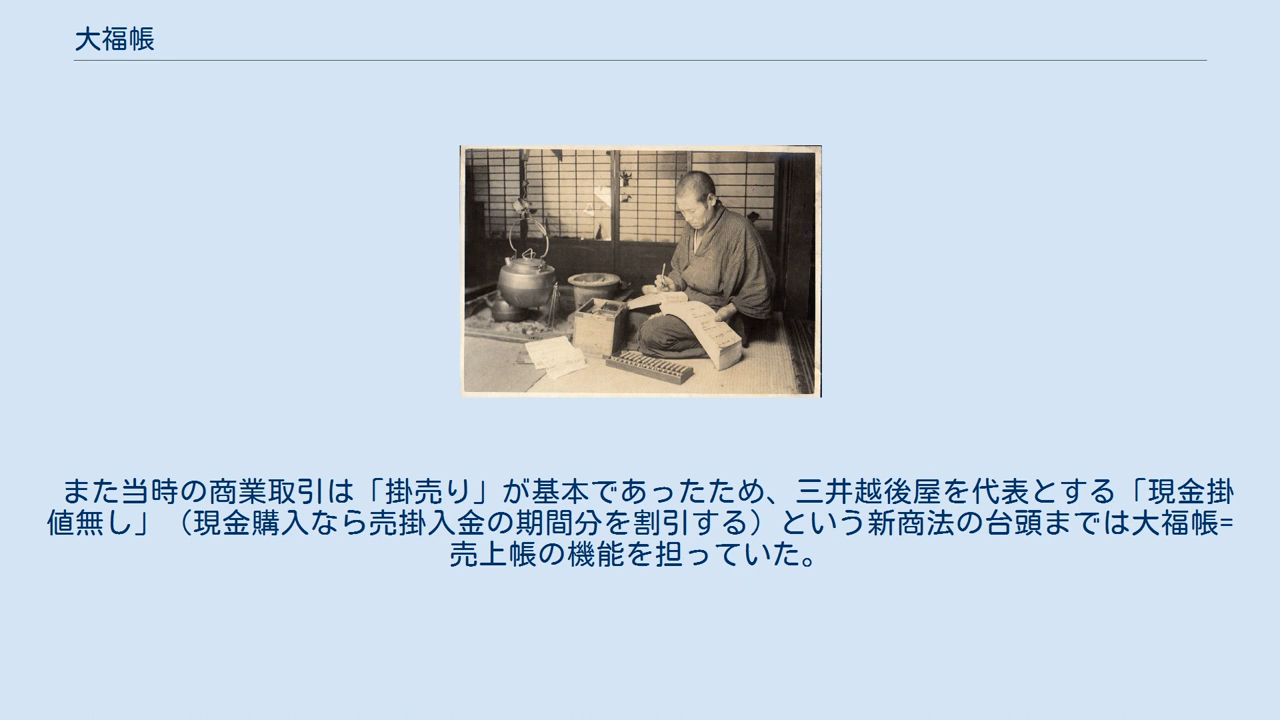 大福帳
また当時の商業取引は「掛売り」が基本であったため、三井越後屋を代表とする「現金掛
値無し」（現金購入なら売掛入金の期間分を割引する）という新商法の台頭までは大福帳=
売上帳の機能を担っていた。